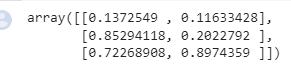 array([[0.1372549 , 0.11633428],
[0.85294118, 0.2022792 ],
[0.72268908, 0.8974359 ]])